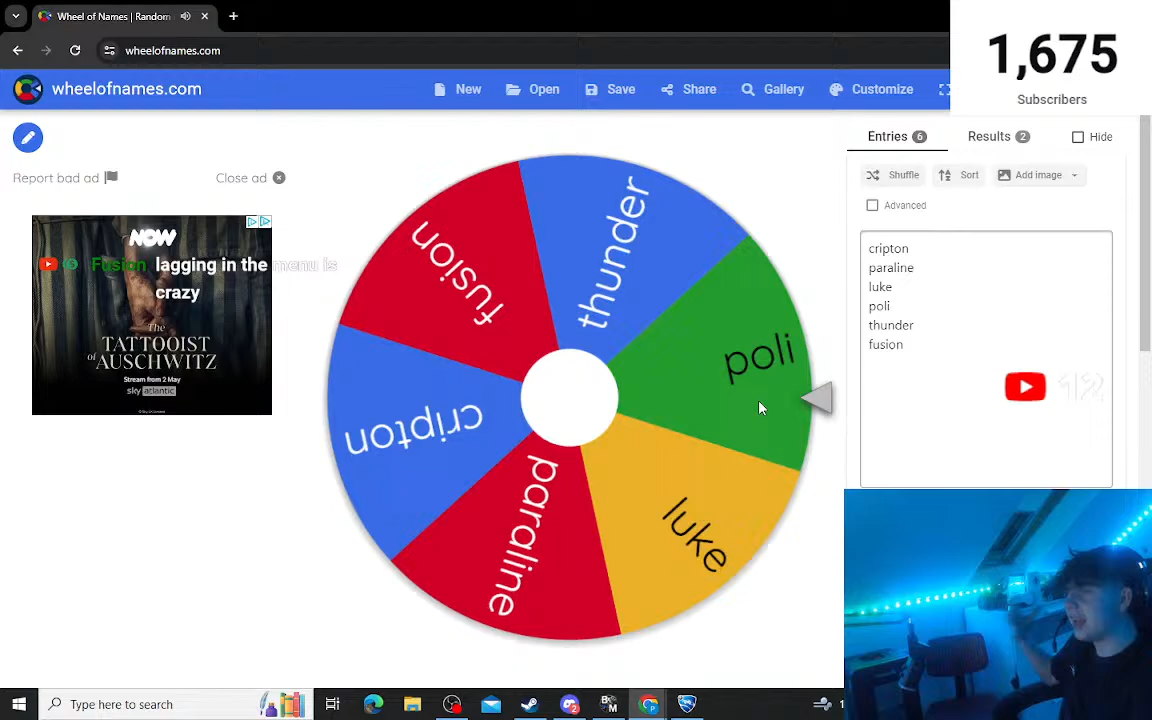 Wheel of Names | Random
wheelofnames.com
1,675
Subscribers
wheelofnames.com
New
Open
Save
Share
Gallery
Customize
Entries 6
Results 2
Hide
Report bad ad
Close ad
Shuffle
Sort
Add image
Advanced
NOW
Fusion lagging in the menu is
crazy
The
TATTOOIST
of AUSCHWITZ
Stream from 2 May
sky atlantic
thunder
fusion
poli
cripton
luke
paraline
cripton
paraline
luke
poli
thunder
fusion
12
Type here to search